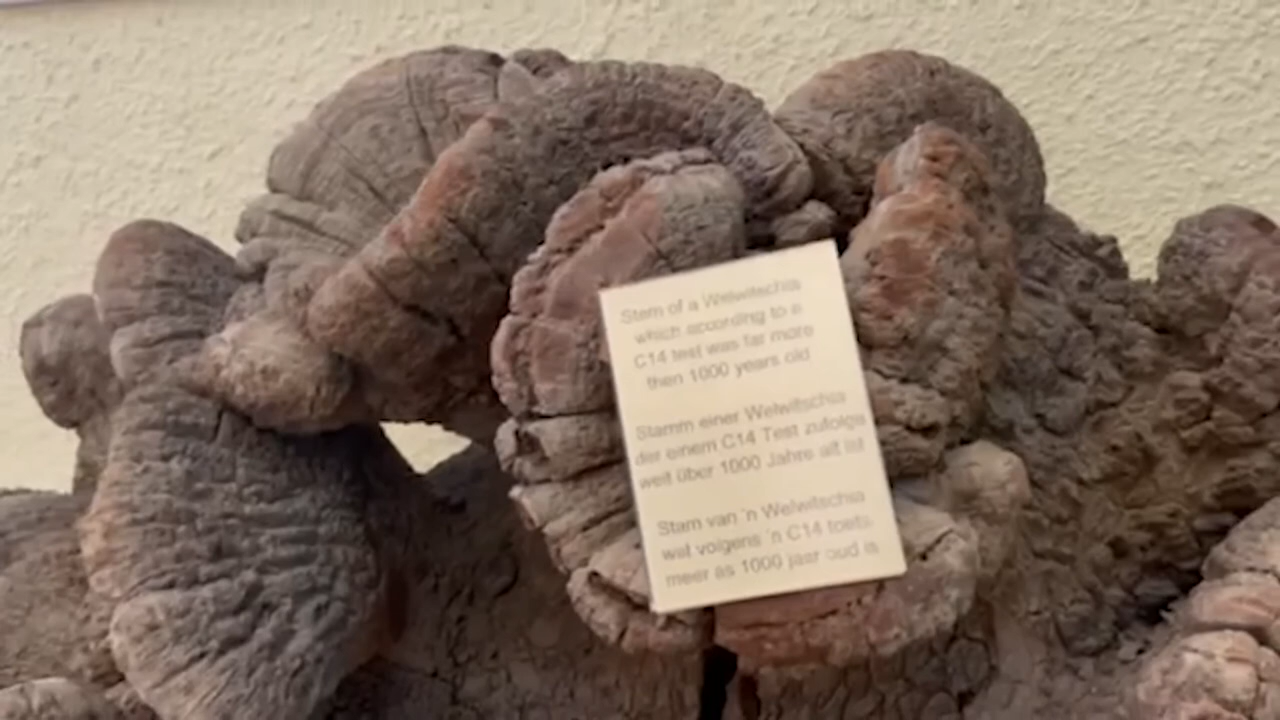 Stem of a Welwitschia
which according to a
C14 test was far more
then 1000 years old
Stamm einer Welwitschia
der einem C14 Test zufolge
weit über 1000 Jahre alt ist
Stam van 'n Welwitschia
wat volgens 'n C14 toets
meer as 1000 jaar oud is